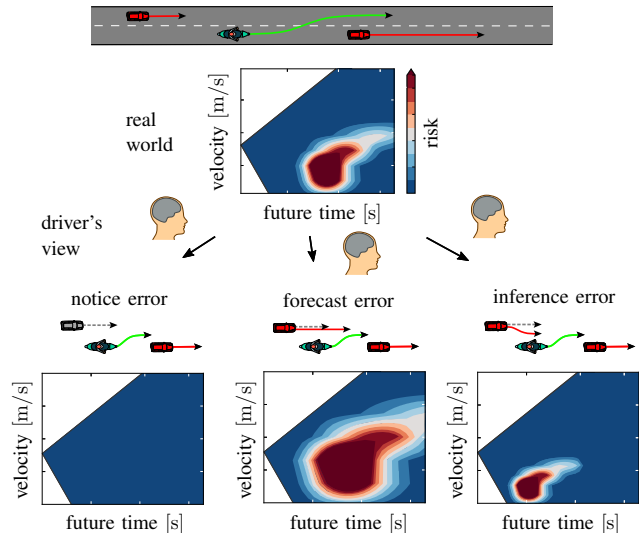 real
world
velocity [m/s]
risk
future time [s]
driver's
view
notice error
forecast error
inference error
velocity [m/s]
velocity [m/s]
velocity [m/s]
future time [s]
future time [s]
future time [s]